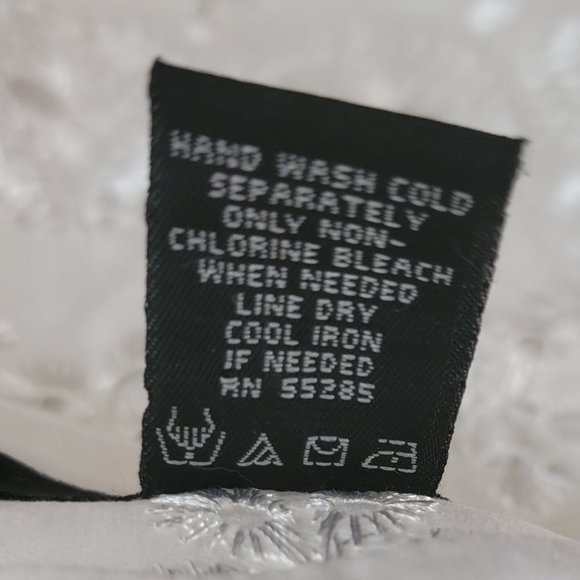 HAND WASH COLD
SEPARATELY
ONLY NON-
CHLORINE BLEACH
WHEN NEEDED
LINE DRY
COOL IRON
IF NEEDED
RN 55285